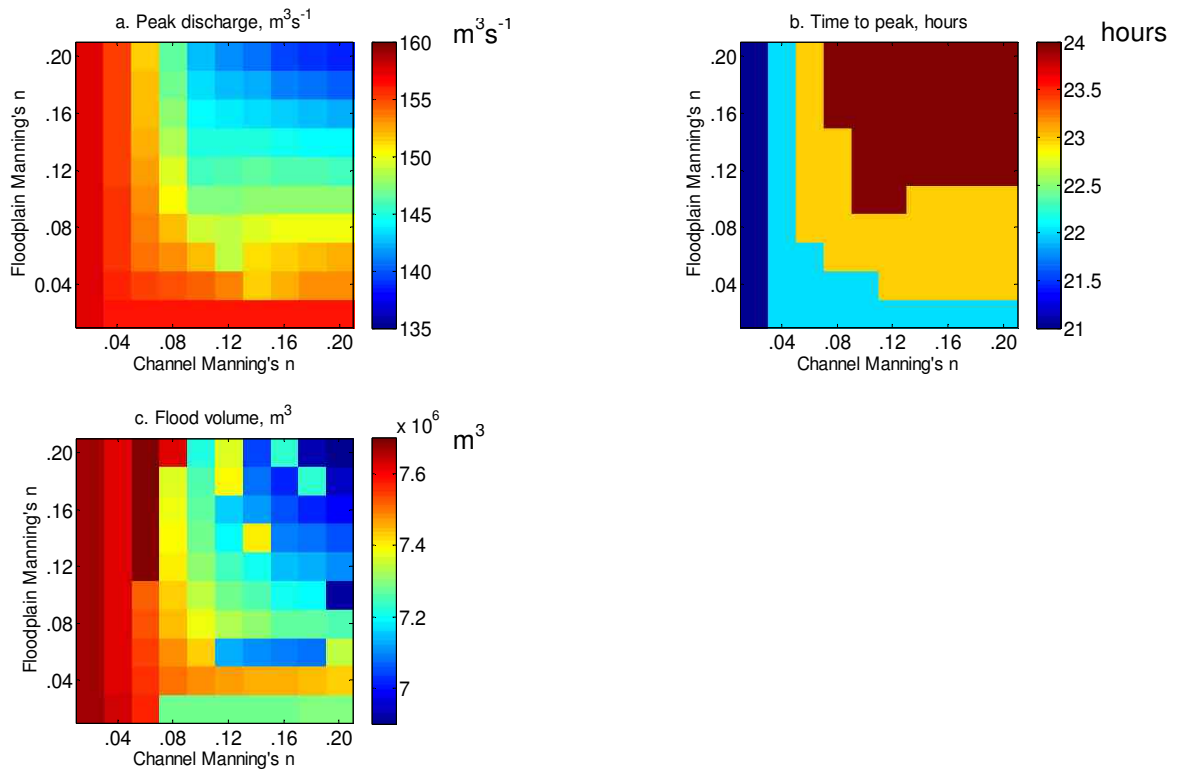 a. Peak discharge, m³s⁻¹
m³s⁻¹
Floodplain Manning's n
.20
.16
.12
.08
0.04
.04 .08 .12 .16 .20
Channel Manning's n
160
155
150
145
140
135
b. Time to peak, hours
hours
Floodplain Manning's n
.20
.16
.12
.08
.04
.04 .08 .12 .16 .20
Channel Manning's n
24
23.5
23
22.5
22
21.5
21
c. Flood volume, m³
x 10⁶
m³
Floodplain Manning's n
.20
.16
.12
.08
.04
.04 .08 .12 .16 .20
Channel Manning's n
7.6
7.4
7.2
7